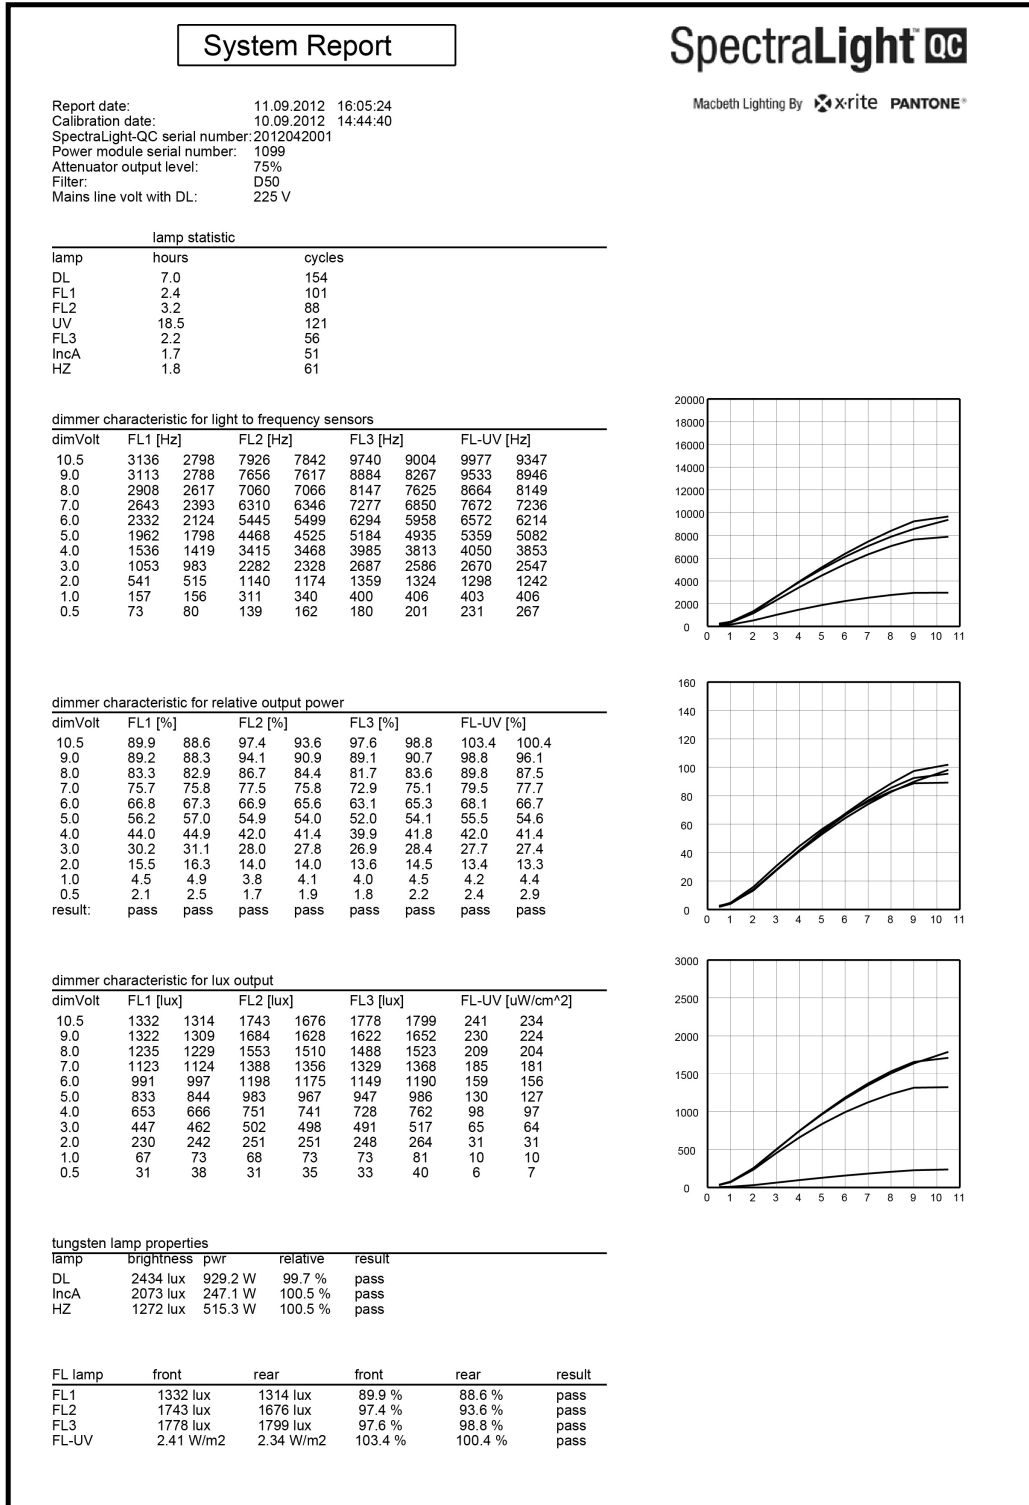 System Report
SpectraLight™ QC
Macbeth Lighting By x·rite PANTONE®
Report date: 11.09.2012 16:05:24
Calibration date: 10.09.2012 14:44:40
SpectraLight-QC serial number: 2012042001
Power module serial number: 1099
Attenuator output level: 75%
Filter: D50
Mains line volt with DL: 225 V
lamp statistic
lamp hours cycles
DL 7.0 154
FL1 2.4 101
FL2 3.2 88
UV 18.5 121
FL3 2.2 56
IncA 1.7 51
HZ 1.8 61
dimmer characteristic for light to frequency sensors
dimVolt FL1 [Hz] FL2 [Hz] FL3 [Hz] FL-UV [Hz]
10.5 3136 2798 7926 7842 9740 9004 9977 9347
9.0 3113 2788 7656 7617 8884 8267 9533 8946
8.0 2908 2617 7060 7066 8147 7625 8664 8149
7.0 2643 2393 6310 6346 7277 6850 7672 7236
6.0 2332 2124 5445 5499 6294 5958 6572 6214
5.0 1962 1798 4468 4525 5184 4935 5359 5082
4.0 1536 1419 3415 3468 3985 3813 4050 3853
3.0 1053 983 2282 2328 2687 2586 2670 2547
2.0 541 515 1140 1174 1359 1324 1298 1242
1.0 157 156 311 340 400 406 403 406
0.5 73 80 139 162 180 201 231 267
20000
18000
16000
14000
12000
10000
8000
6000
4000
2000
0
0 1 2 3 4 5 6 7 8 9 10 11
dimmer characteristic for relative output power
dimVolt FL1 [%] FL2 [%] FL3 [%] FL-UV [%]
10.5 89.9 88.6 97.4 93.6 97.6 98.8 103.4 100.4
9.0 89.2 88.3 94.1 90.9 89.1 90.7 98.8 96.1
8.0 83.3 82.9 86.7 84.4 81.7 83.6 89.8 87.5
7.0 75.7 75.8 77.5 75.8 72.9 75.1 79.5 77.7
6.0 66.8 67.3 66.9 65.6 63.1 65.3 68.1 66.7
5.0 56.2 57.0 54.9 54.0 52.0 54.1 55.5 54.6
4.0 44.0 44.9 42.0 41.4 39.9 41.8 42.0 41.4
3.0 30.2 31.1 28.0 27.8 26.9 28.4 27.7 27.4
2.0 15.5 16.3 14.0 14.0 13.6 14.5 13.4 13.3
1.0 4.5 4.9 3.8 4.1 4.0 4.5 4.2 4.4
0.5 2.1 2.5 1.7 1.9 1.8 2.2 2.4 2.9
result: pass pass pass pass pass pass pass pass
160
140
120
100
80
60
40
20
0
0 1 2 3 4 5 6 7 8 9 10 11
dimmer characteristic for lux output
dimVolt FL1 [lux] FL2 [lux] FL3 [lux] FL-UV [uW/cm^2]
10.5 1332 1314 1743 1676 1778 1799 241 234
9.0 1322 1309 1684 1628 1622 1652 230 224
8.0 1235 1229 1553 1510 1488 1523 209 204
7.0 1123 1124 1388 1356 1329 1368 185 181
6.0 991 997 1198 1175 1149 1190 159 156
5.0 833 844 983 967 947 986 130 127
4.0 653 666 751 741 728 762 98 97
3.0 447 462 502 498 491 517 65 64
2.0 230 242 251 251 248 264 31 31
1.0 67 73 68 73 73 81 10 10
0.5 31 38 31 35 33 40 6 7
3000
2500
2000
1500
1000
500
0
0 1 2 3 4 5 6 7 8 9 10 11
tungsten lamp properties
lamp brightness pwr relative result
DL 2434 lux 929.2 W 99.7 % pass
IncA 2073 lux 247.1 W 100.5 % pass
HZ 1272 lux 515.3 W 100.5 % pass
FL lamp front rear front rear result
FL1 1332 lux 1314 lux 89.9 % 88.6 % pass
FL2 1743 lux 1676 lux 97.4 % 93.6 % pass
FL3 1778 lux 1799 lux 97.6 % 98.8 % pass
FL-UV 2.41 W/m2 2.34 W/m2 103.4 % 100.4 % pass